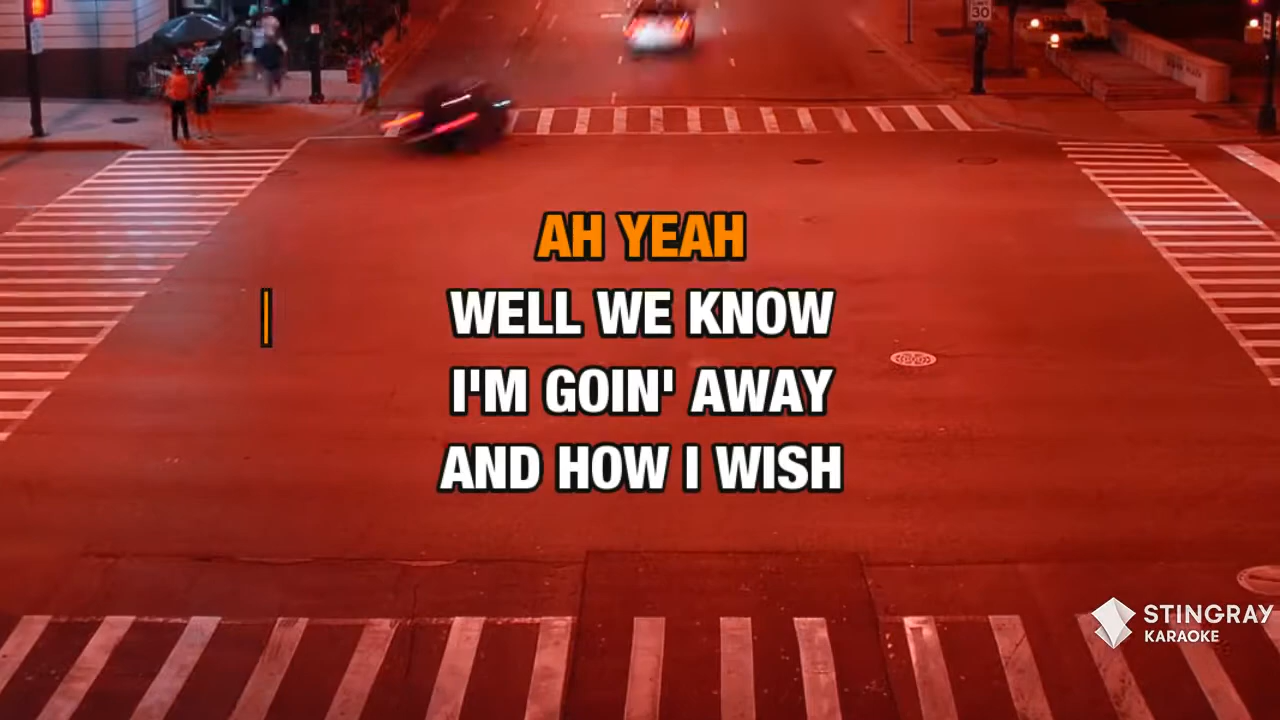 AH YEAH
WELL WE KNOW
I'M GOIN' AWAY
AND HOW I WISH
STINGRAY
KARAOKE
30